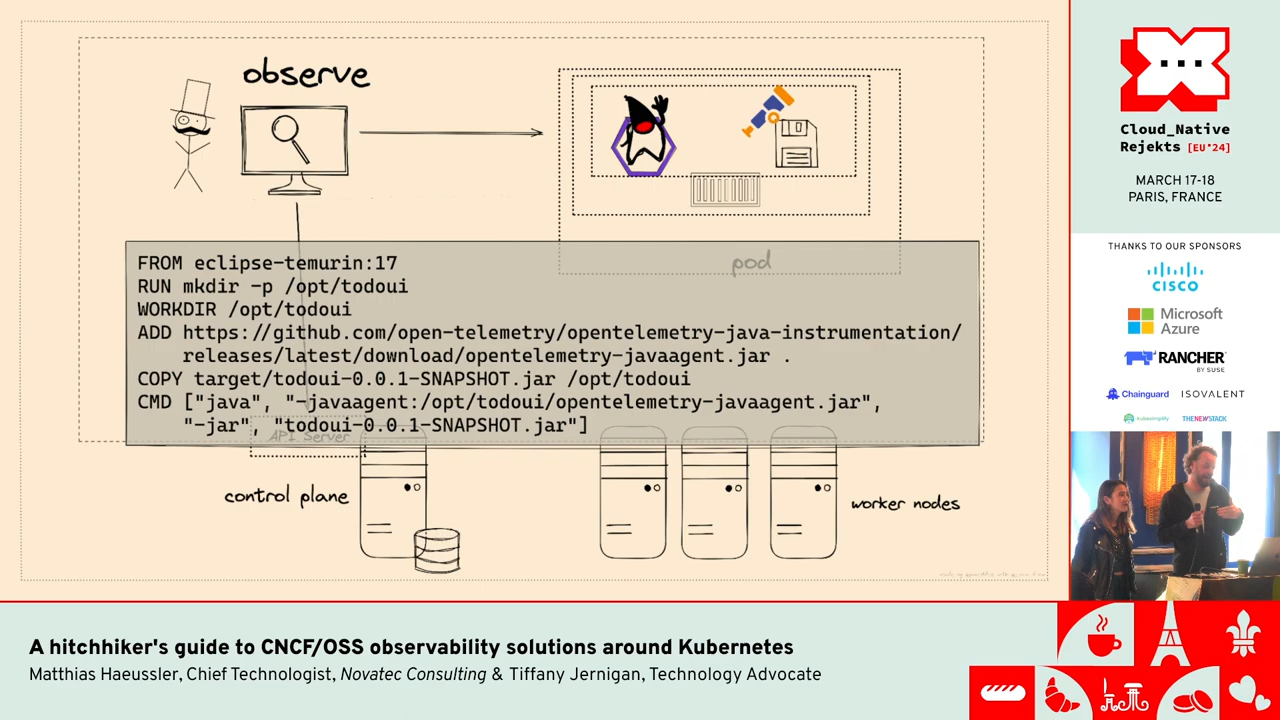 observe
pod
FROM eclipse-temurin:17
RUN mkdir -p /opt/todoui
WORKDIR /opt/todoui
ADD https://github.com/open-telemetry/opentelemetry-java-instrumentation/
releases/latest/download/opentelemetry-javaagent.jar .
COPY target/todoui-0.0.1-SNAPSHOT.jar /opt/todoui
CMD ["java", "-javaagent:/opt/todoui/opentelemetry-javaagent.jar",
"-jar", "todoui-0.0.1-SNAPSHOT.jar"]
API Server
control plane
worker nodes
Cloud_Native
Rejekts [EU'24]
MARCH 17-18
PARIS, FRANCE
THANKS TO OUR SPONSORS
CISCO
Microsoft
Azure
RANCHER
BY SUSE
Chainguard ISOVALENT
kubesimplify THENEWSTACK
A hitchhiker's guide to CNCF/OSS observability solutions around Kubernetes
Matthias Haeussler, Chief Technologist, Novatec Consulting & Tiffany Jernigan, Technology Advocate